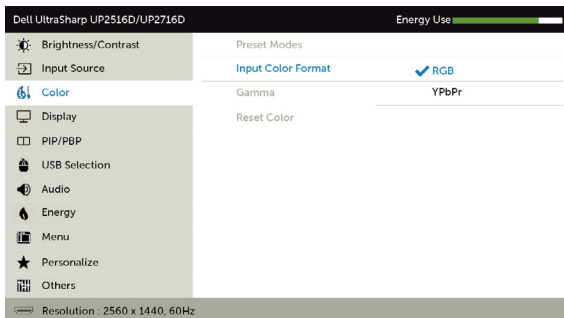 Dell UltraSharp UP2516D/UP2716D Energy Use
Brightness/Contrast Preset Modes
Input Source Input Color Format RGB
Color Gamma YPbPr
Display Reset Color
PIP/PBP
USB Selection
Audio
Energy
Menu
Personalize
Others
Resolution : 2560 x 1440, 60Hz